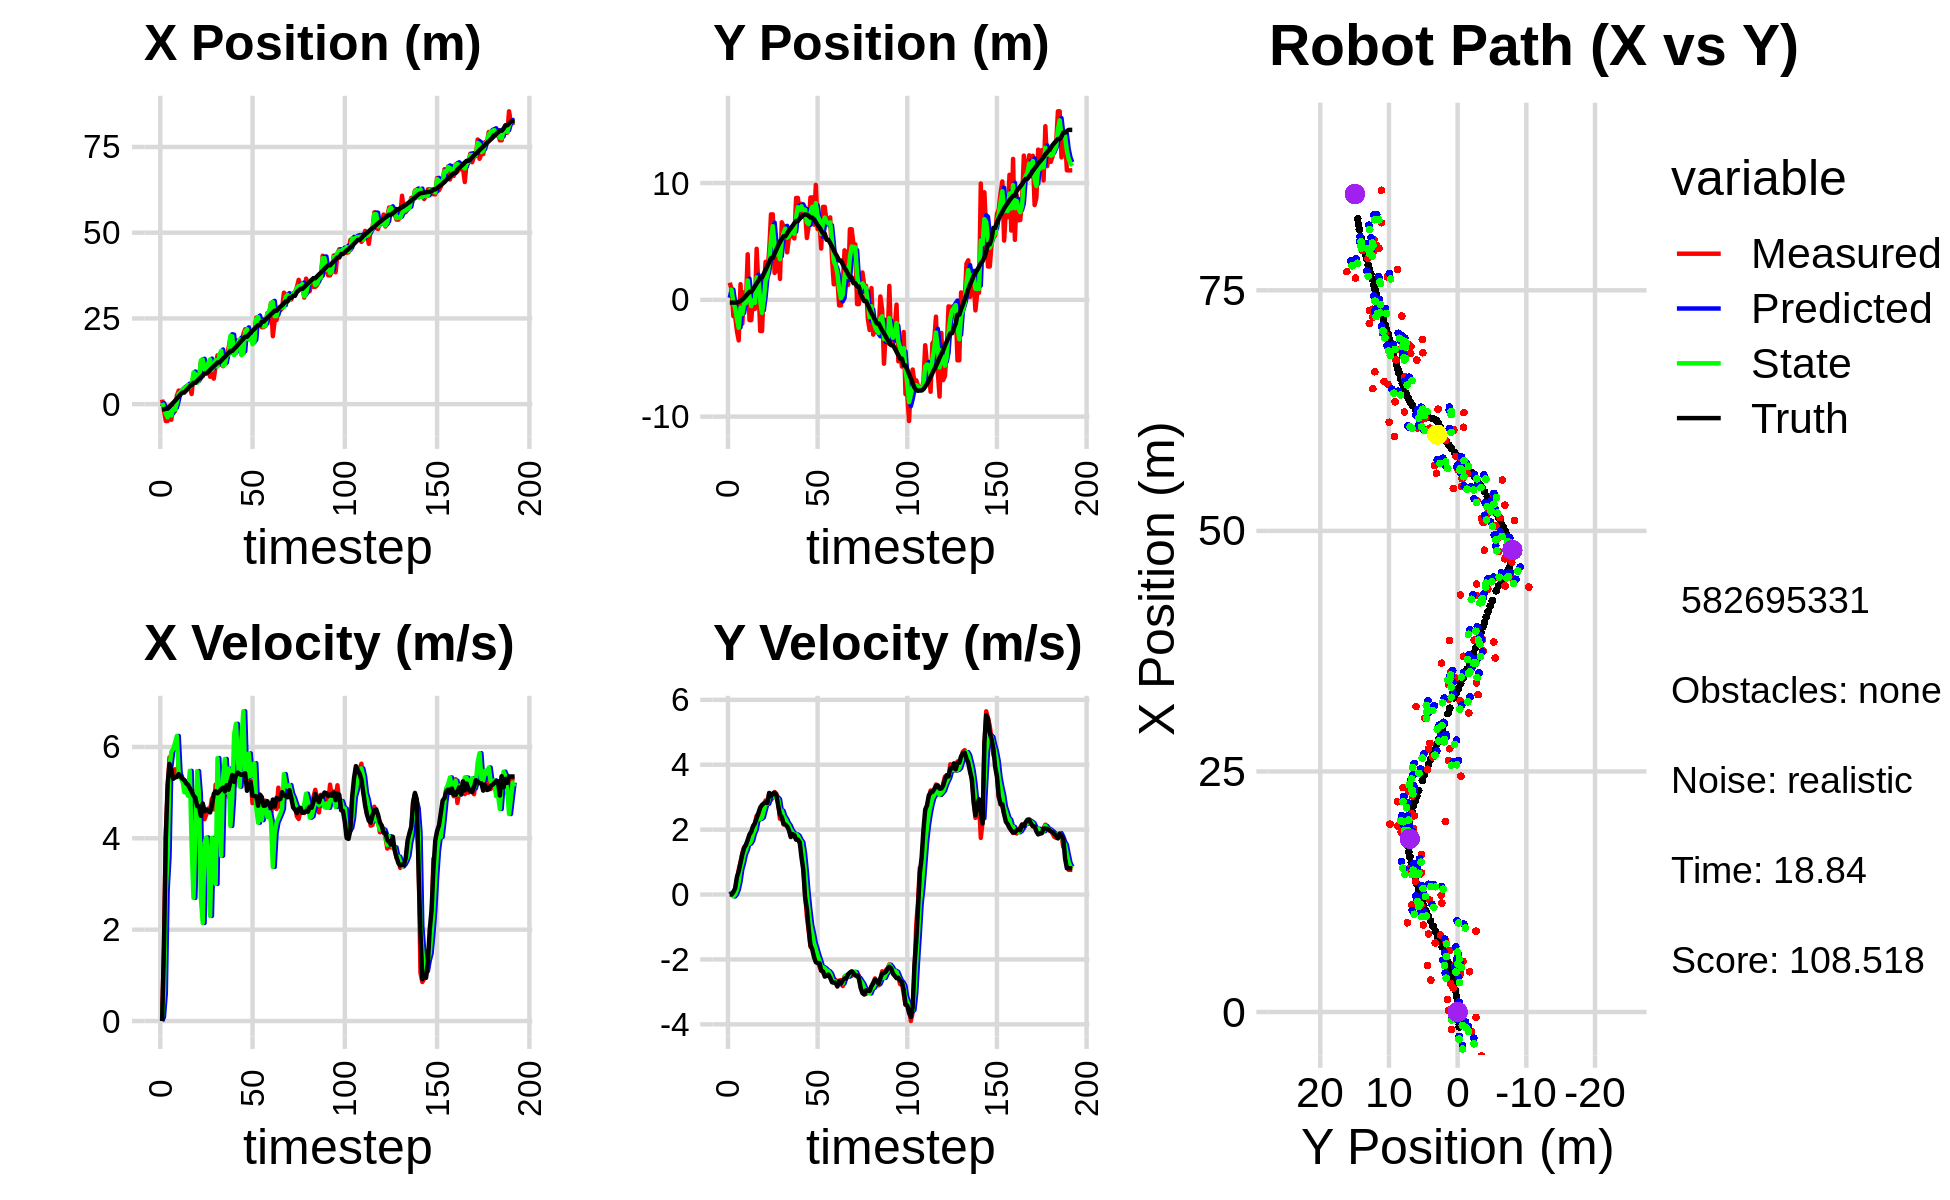 X Position (m)
75
50
25
0
0
50
100
150
200
timestep
Y Position (m)
10
0
-10
0
50
100
150
200
timestep
X Velocity (m/s)
6
4
2
0
0
50
100
150
200
timestep
Y Velocity (m/s)
6
4
2
0
-2
-4
0
50
100
150
200
timestep
Robot Path (X vs Y)
X Position (m)
75
50
25
0
20
10
0
-10
-20
Y Position (m)
variable
Measured
Predicted
State
Truth
582695331
Obstacles: none
Noise: realistic
Time: 18.84
Score: 108.518